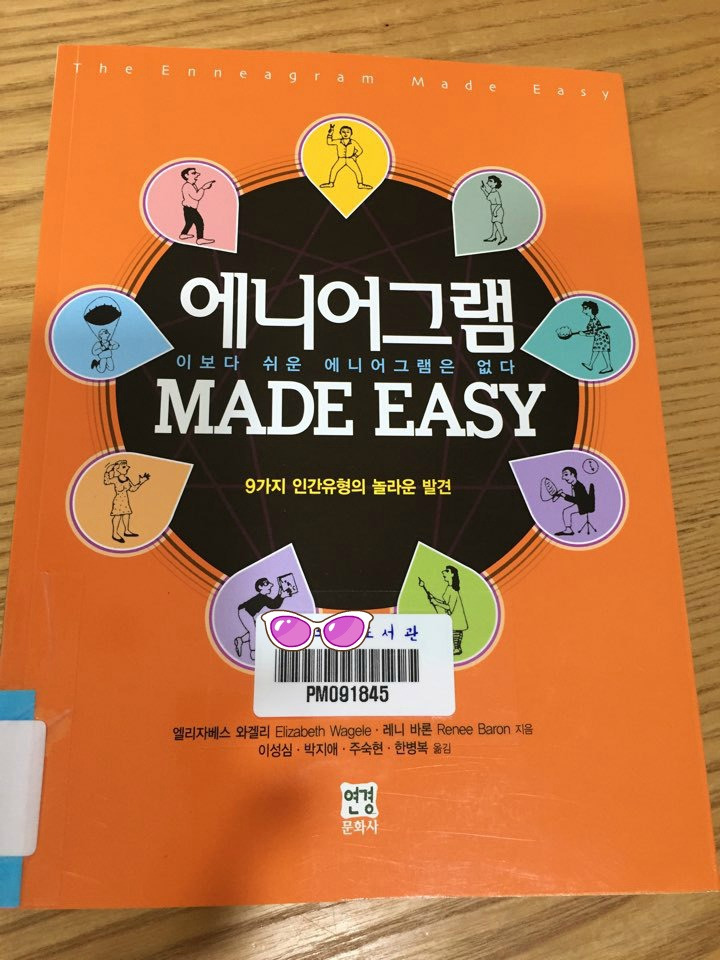 The Enneagram Made Easy
에니어그램
이보다 쉬운 에니어그램은 없다
MADE EASY
9가지 인간유형의 놀라운 발견
도서관
PM091845
엘리자베스 와겔리 Elizabeth Wagele · 레니 바론 Renee Baron 지음
이성심 · 박지애 · 주숙현 · 한병복 옮김
연경
문화사